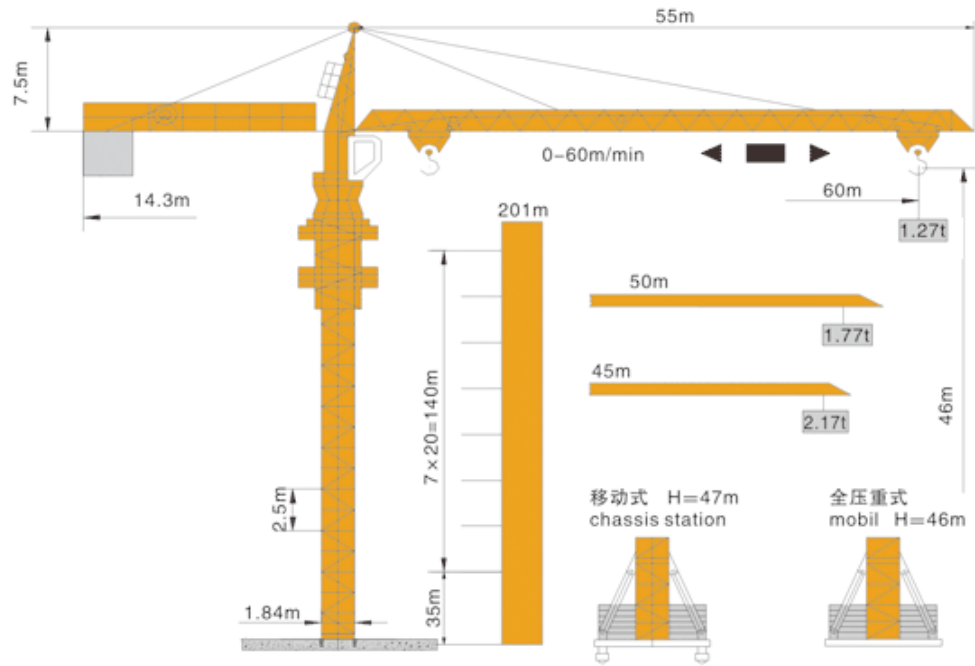 55m
7.5m
0-60m/min
14.3m
60m
1.27t
201m
50m
1.77t
45m
2.17t
46m
7×20=140m
2.5m
移动式 H=47m
chassis station
全压重式
mobil H=46m
1.84m
35m